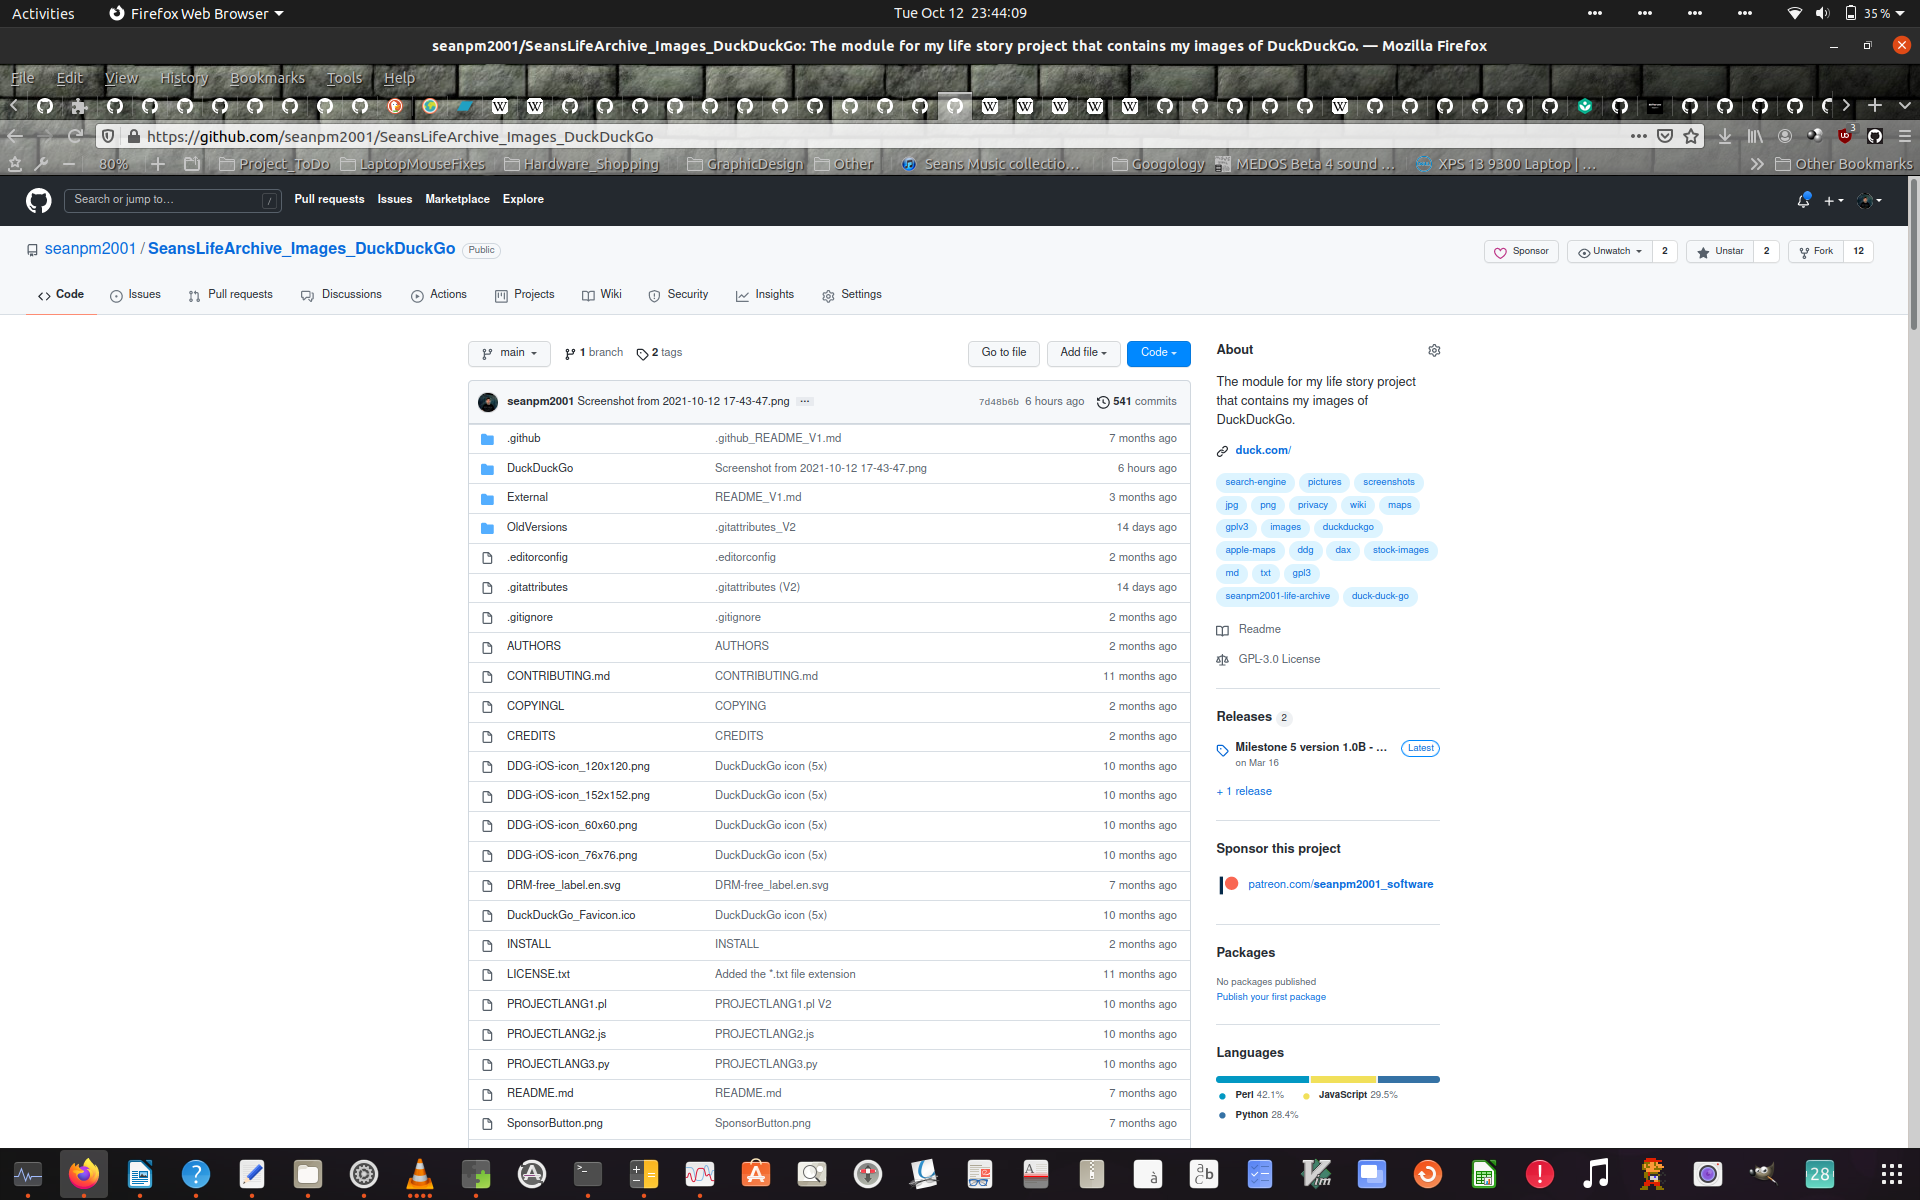 Activities
Firefox Web Browser
Tue Oct 12 23:44:09
35 %
seanpm2001/SeansLifeArchive_Images_DuckDuckGo: The module for my life story project that contains my images of DuckDuckGo. — Mozilla Firefox
File Edit View History Bookmarks Tools Help
https://github.com/seanpm2001/SeansLifeArchive_Images_DuckDuckGo
3
80%
Project_ToDo
LaptopMouseFixes
Hardware_Shopping
GraphicDesign
Other
Seans Music collectio...
Googology
MEDOS Beta 4 sound ...
XPS 13 9300 Laptop | ...
Other Bookmarks
Search or jump to...
/
Pull requests
Issues
Marketplace
Explore
seanpm2001 / SeansLifeArchive_Images_DuckDuckGo
Public
Sponsor
Unwatch 2
Unstar 2
Fork 12
Code
Issues
Pull requests
Discussions
Actions
Projects
Wiki
Security
Insights
Settings
main
1 branch
2 tags
Go to file
Add file
Code
seanpm2001 Screenshot from 2021-10-12 17-43-47.png ... 7d48b6b 6 hours ago 541 commits
.github .github_README_V1.md 7 months ago
DuckDuckGo Screenshot from 2021-10-12 17-43-47.png 6 hours ago
External README_V1.md 3 months ago
OldVersions .gitattributes_V2 14 days ago
.editorconfig .editorconfig 2 months ago
.gitattributes .gitattributes (V2) 14 days ago
.gitignore .gitignore 2 months ago
AUTHORS AUTHORS 2 months ago
CONTRIBUTING.md CONTRIBUTING.md 11 months ago
COPYINGL COPYING 2 months ago
CREDITS CREDITS 2 months ago
DDG-iOS-icon_120x120.png DuckDuckGo icon (5x) 10 months ago
DDG-iOS-icon_152x152.png DuckDuckGo icon (5x) 10 months ago
DDG-iOS-icon_60x60.png DuckDuckGo icon (5x) 10 months ago
DDG-iOS-icon_76x76.png DuckDuckGo icon (5x) 10 months ago
DRM-free_label.en.svg DRM-free_label.en.svg 7 months ago
DuckDuckGo_Favicon.ico DuckDuckGo icon (5x) 10 months ago
INSTALL INSTALL 2 months ago
LICENSE.txt Added the *.txt file extension 11 months ago
PROJECTLANG1.pl PROJECTLANG1.pl V2 10 months ago
PROJECTLANG2.js PROJECTLANG2.js 10 months ago
PROJECTLANG3.py PROJECTLANG3.py 10 months ago
README.md README.md 7 months ago
SponsorButton.png SponsorButton.png 7 months ago
About
The module for my life story project
that contains my images of
DuckDuckGo.
duck.com/
search-engine pictures screenshots
jpg png privacy wiki maps
gplv3 images duckduckgo
apple-maps ddg dax stock-images
md txt gpl3
seanpm2001-life-archive duck-duck-go
Readme
GPL-3.0 License
Releases 2
Milestone 5 version 1.0B - ... Latest
on Mar 16
+ 1 release
Sponsor this project
patreon.com/seanpm2001_software
Packages
No packages published
Publish your first package
Languages
Perl 42.1% JavaScript 29.5%
Python 28.4%
28